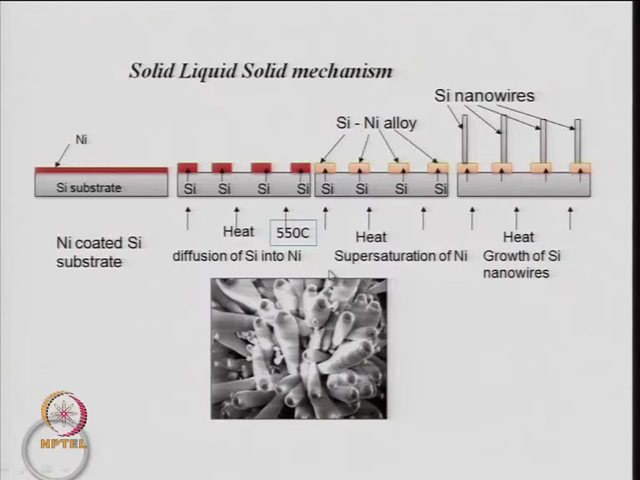 Solid Liquid Solid mechanism
Si nanowires
Si - Ni alloy
Ni
Si substrate
Si Si Si Si
Si Si Si Si
Ni coated Si
substrate
Heat
550C
diffusion of Si into Ni
Heat
Supersaturation of Ni
Heat
Growth of Si
nanowires
NPTEL